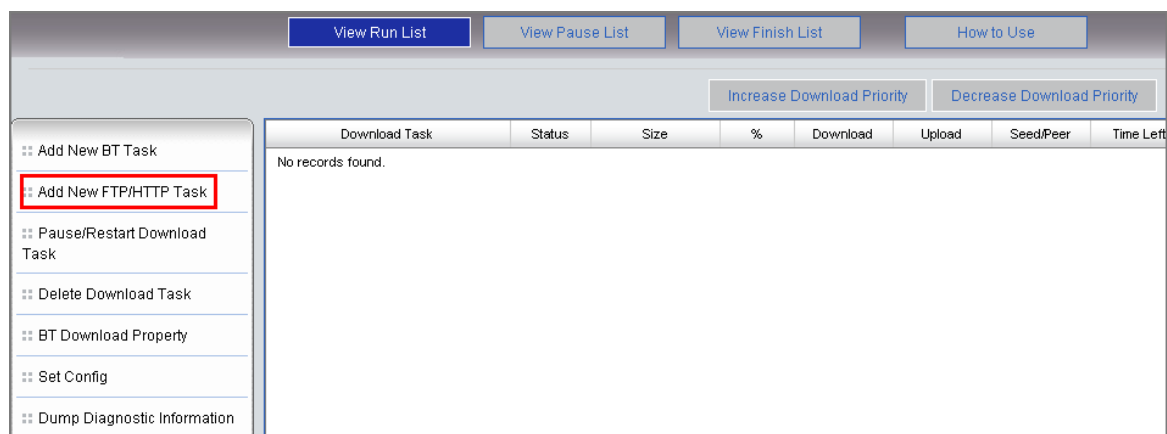 View Run List
View Pause List
View Finish List
How to Use
Increase Download Priority
Decrease Download Priority
Add New BT Task
Add New FTP/HTTP Task
Pause/Restart Download
Task
Delete Download Task
BT Download Property
Set Config
Dump Diagnostic Information
Download Task Status Size % Download Upload Seed/Peer Time Left
No records found.